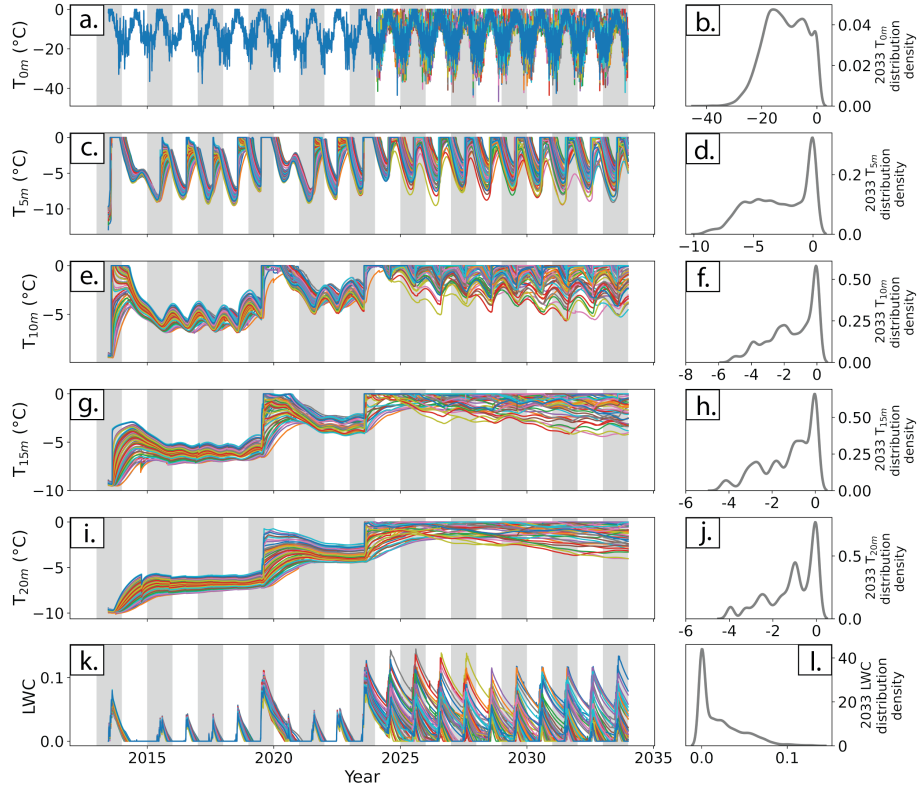 a.
T0m (°C)
0
−20
−40
b.
0.04
0.02
0.00
−40
−20
0
2033 T0m
distribution
density
c.
T5m (°C)
0
−5
−10
d.
0.2
0.0
−10
−5
0
2033 T5m
distribution
density
e.
T10m (°C)
0
−5
f.
0.50
0.25
0.00
-8
-6
-4
-2
0
2033 T10m
distribution
density
g.
T15m (°C)
0
−5
−10
h.
0.50
0.25
0.00
-6
-4
-2
0
2033 T15m
distribution
density
i.
T20m (°C)
0
−5
−10
j.
0.5
0.0
-6
-4
-2
0
2033 T20m
distribution
density
k.
LWC
0.1
0.0
2015
2020
2025
2030
2035
Year
l.
40
20
0
0.0
0.1
2033 LWC
distribution
density